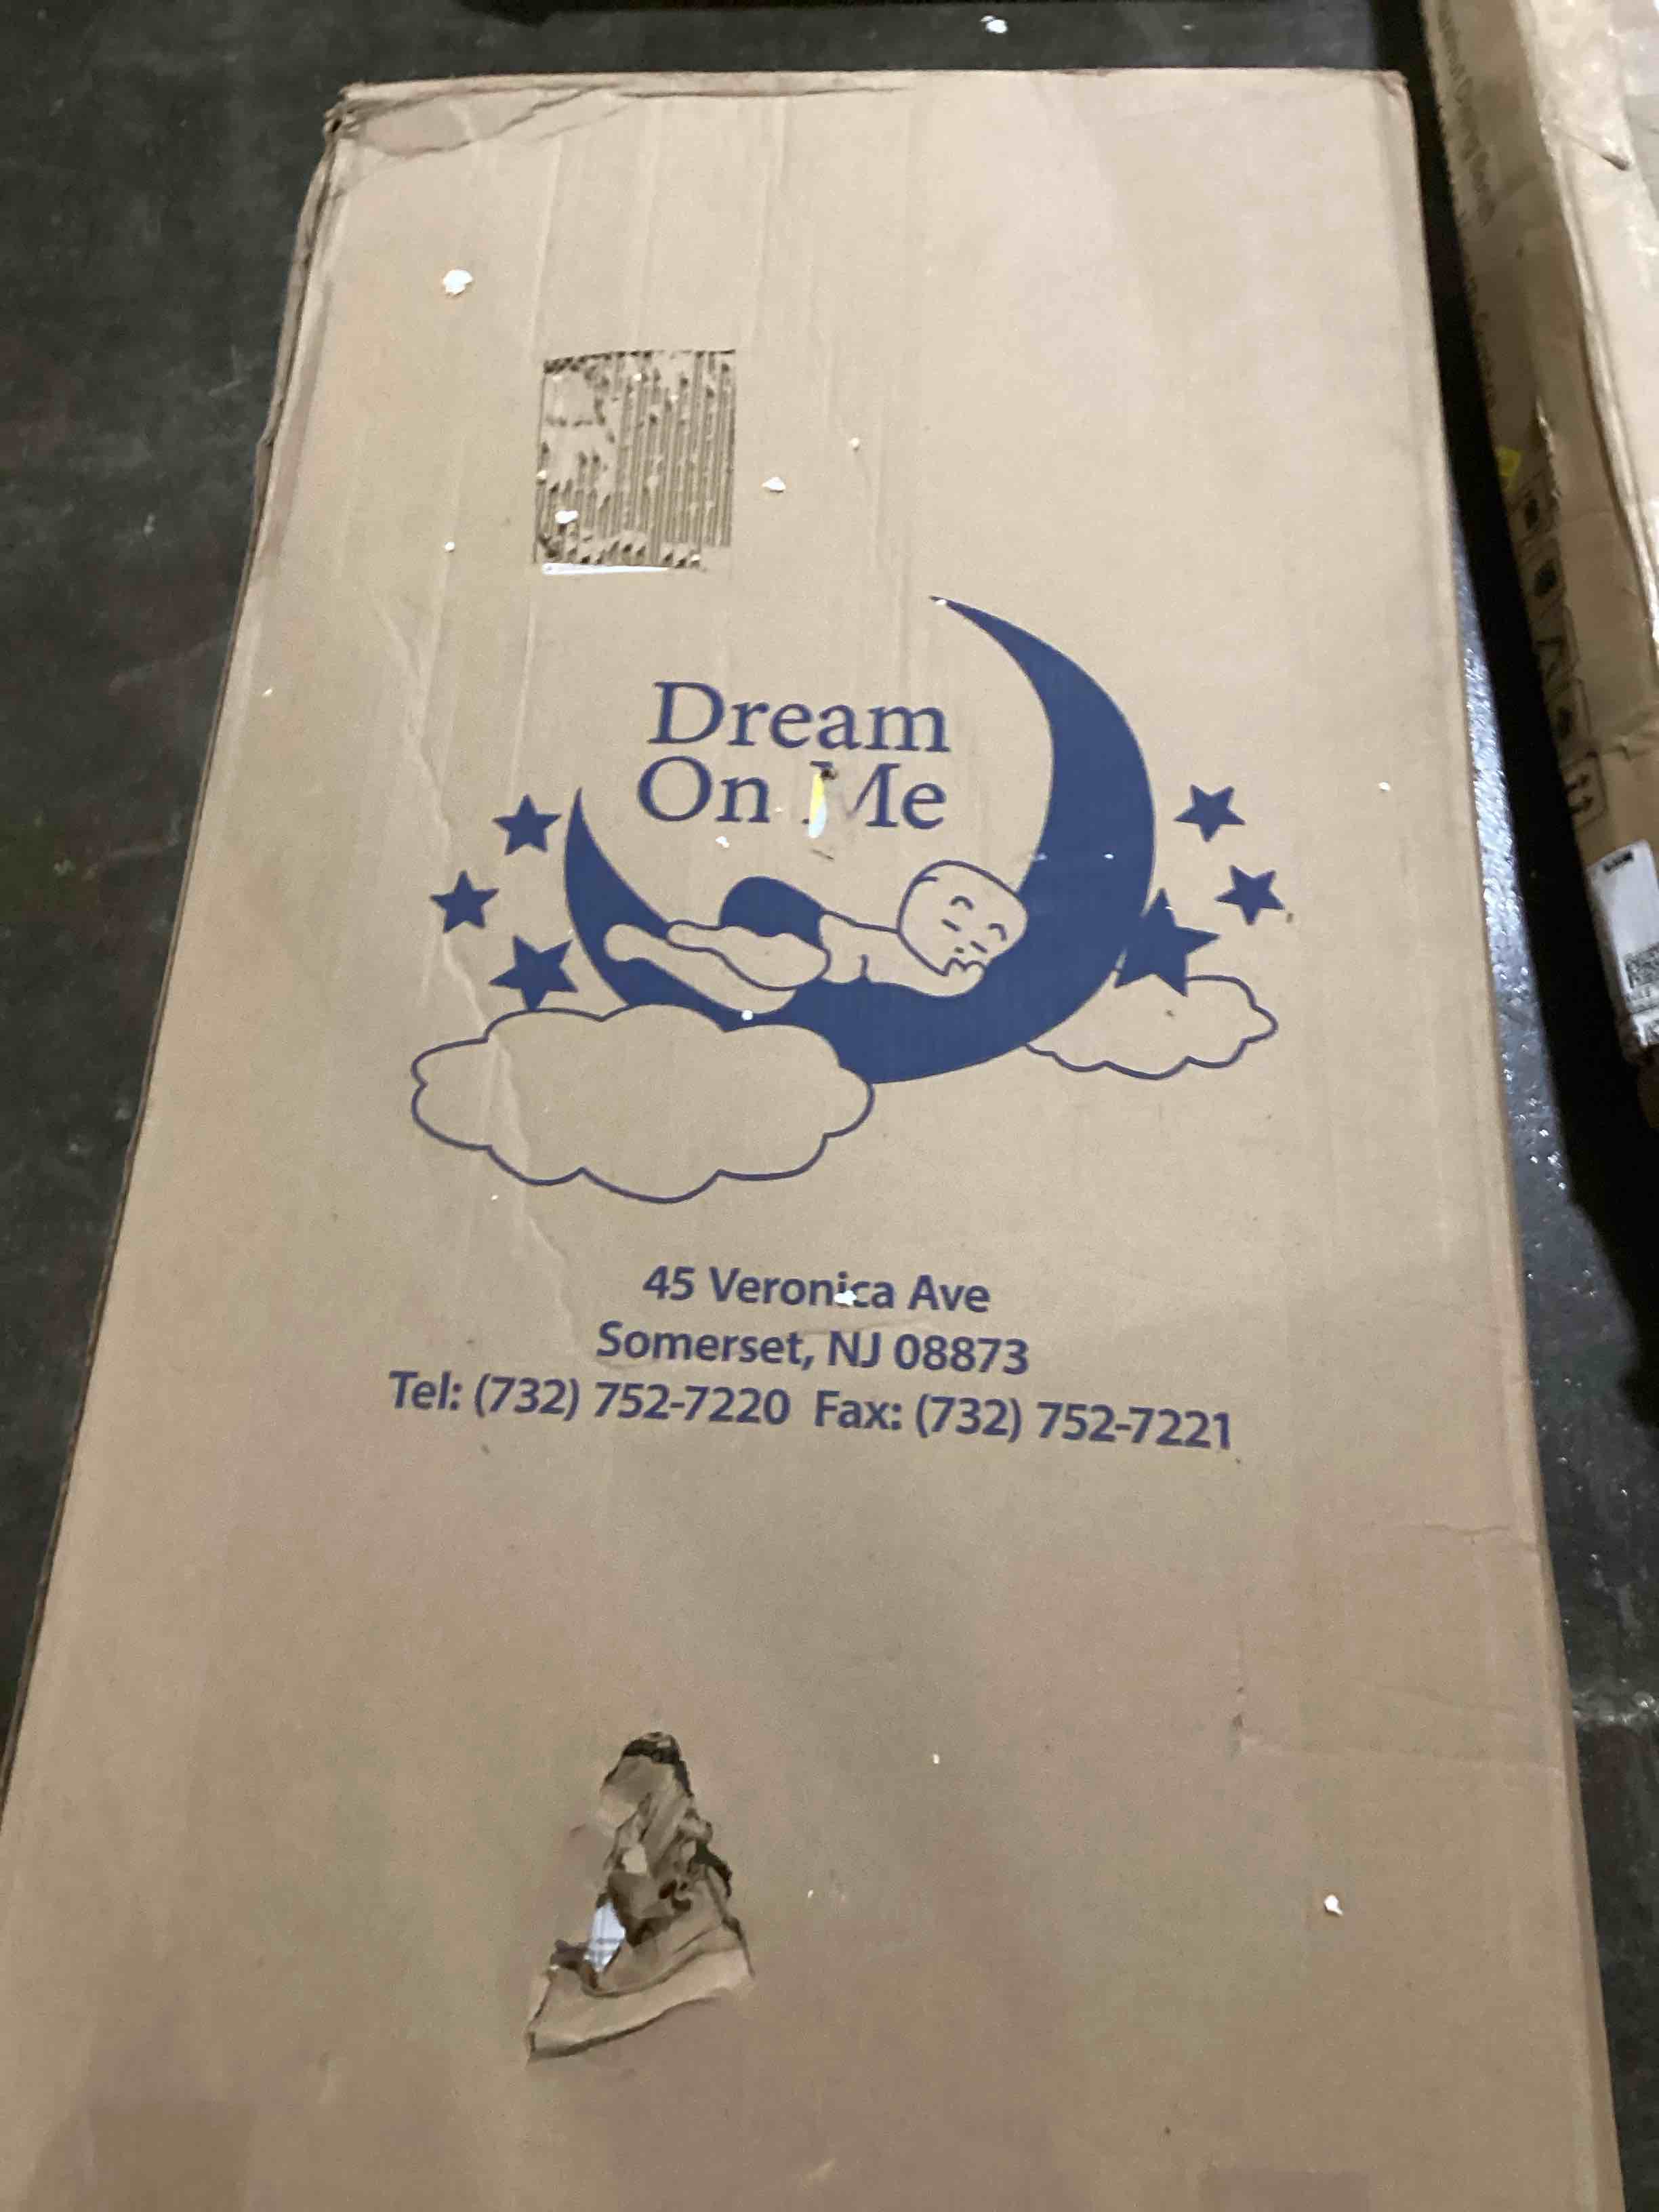 Dream
On Me
45 Veronica Ave
Somerset, NJ 08873
Tel: (732) 752-7220 Fax: (732) 752-7221